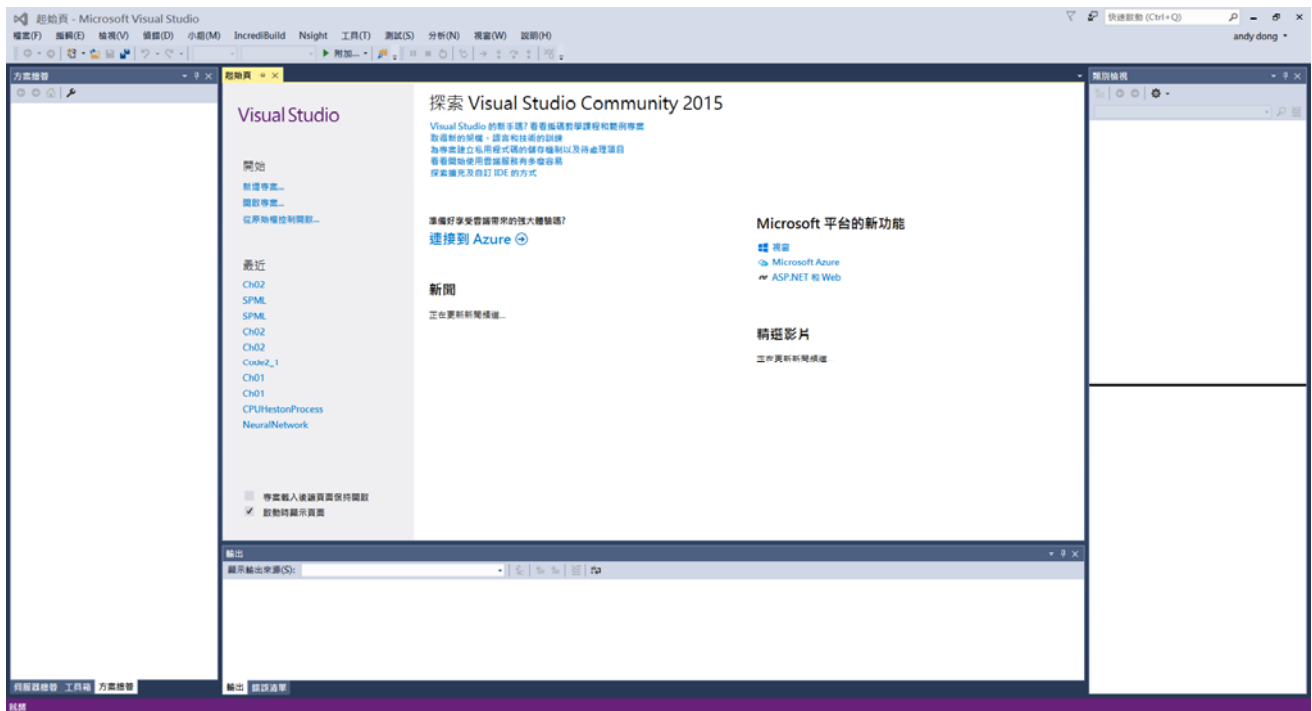 起始頁 - Microsoft Visual Studio
快速啟動 (Ctrl+Q)
檔案(F) 編輯(E) 檢視(V) 偵錯(D) 小組(M) IncrediBuild Nsight 工具(T) 測試(S) 分析(N) 視窗(W) 說明(H)
andy dong
附加...
方案總管
起始頁
類別檢視
Visual Studio
開始
新增專案...
開啟專案...
從原始檔控制開啟...
最近
Ch02
SPML
SPML
Ch02
Ch02
Code2_1
Ch01
Ch01
CPUHestonProcess
NeuralNetwork
專案載入後讓頁面保持開啟
啟動時顯示頁面
探索 Visual Studio Community 2015
Visual Studio 的新手嗎? 看看編碼教學課程和範例專案
取得新的架構、語言和技術的訓練
為專案建立私用程式碼的儲存機制以及待處理項目
看看開始使用雲端服務有多麼容易
探索擴充及自訂 IDE 的方式
準備好享受雲端帶來的強大體驗嗎?
連接到 Azure
新聞
正在更新新聞頻道...
Microsoft 平台的新功能
視窗
Microsoft Azure
ASP.NET 和 Web
精選影片
正在更新新聞頻道
輸出
顯示輸出來源(S):
伺服器總管 工具箱 方案總管
輸出 錯誤清單
就緒